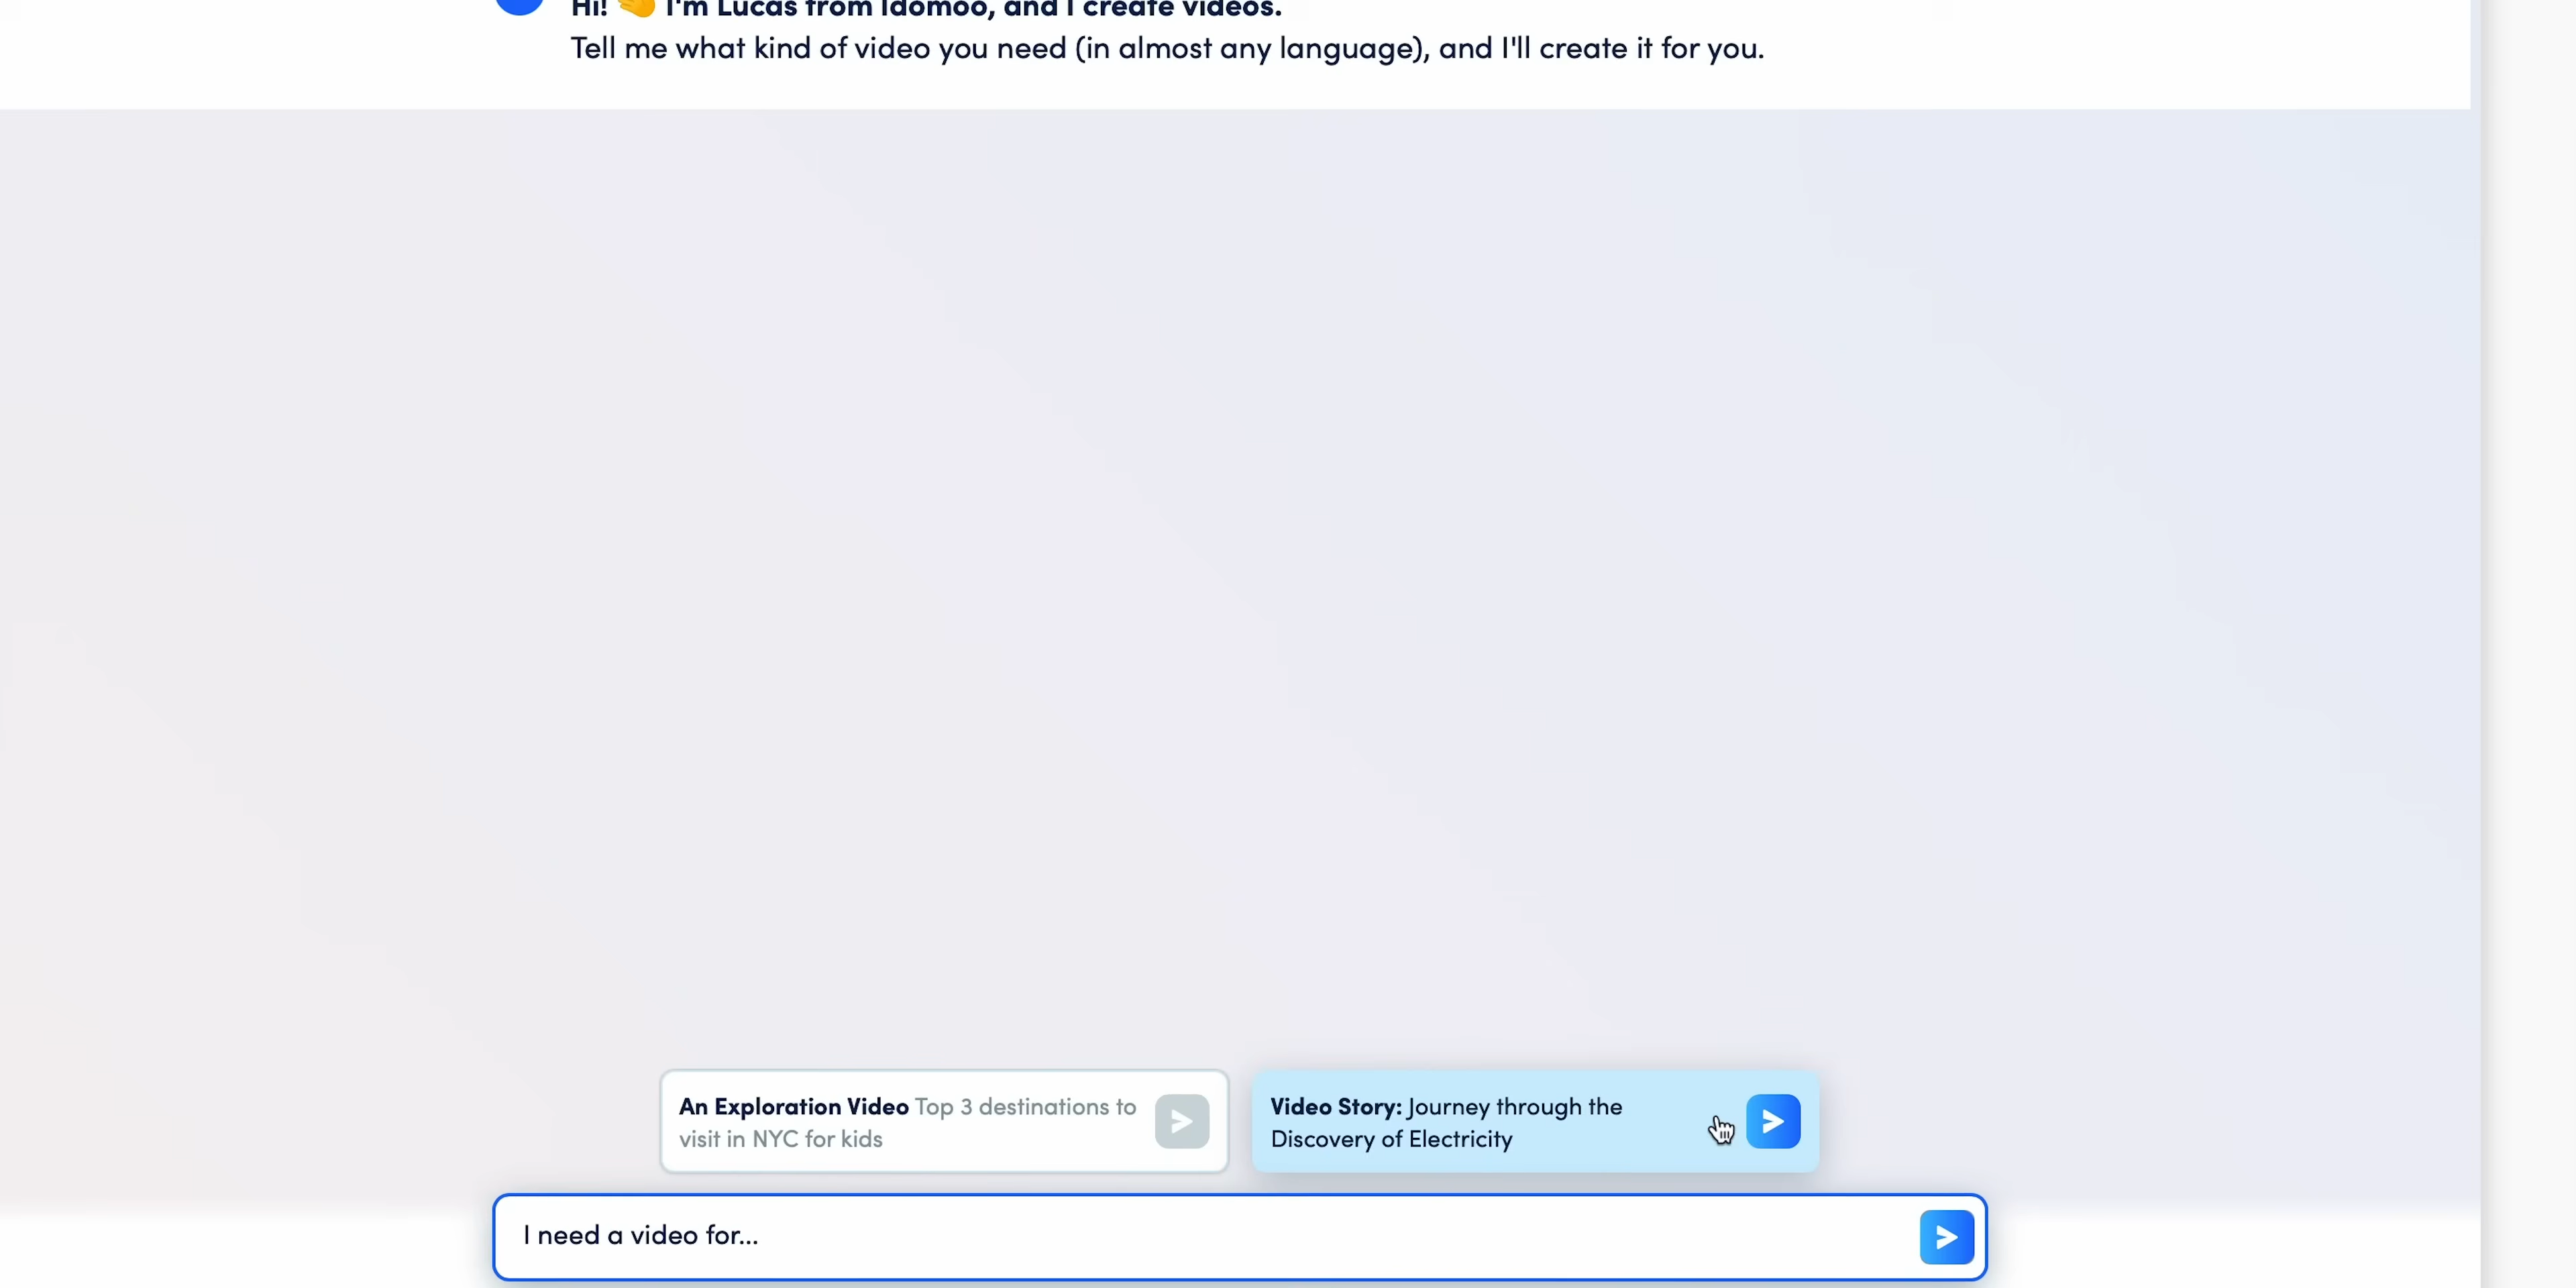 Hi! 👋 I'm Lucas from Idomoo, and I create videos.
Tell me what kind of video you need (in almost any language), and I'll create it for you.
An Exploration Video Top 3 destinations to
visit in NYC for kids
Video Story: Journey through the
Discovery of Electricity
I need a video for...